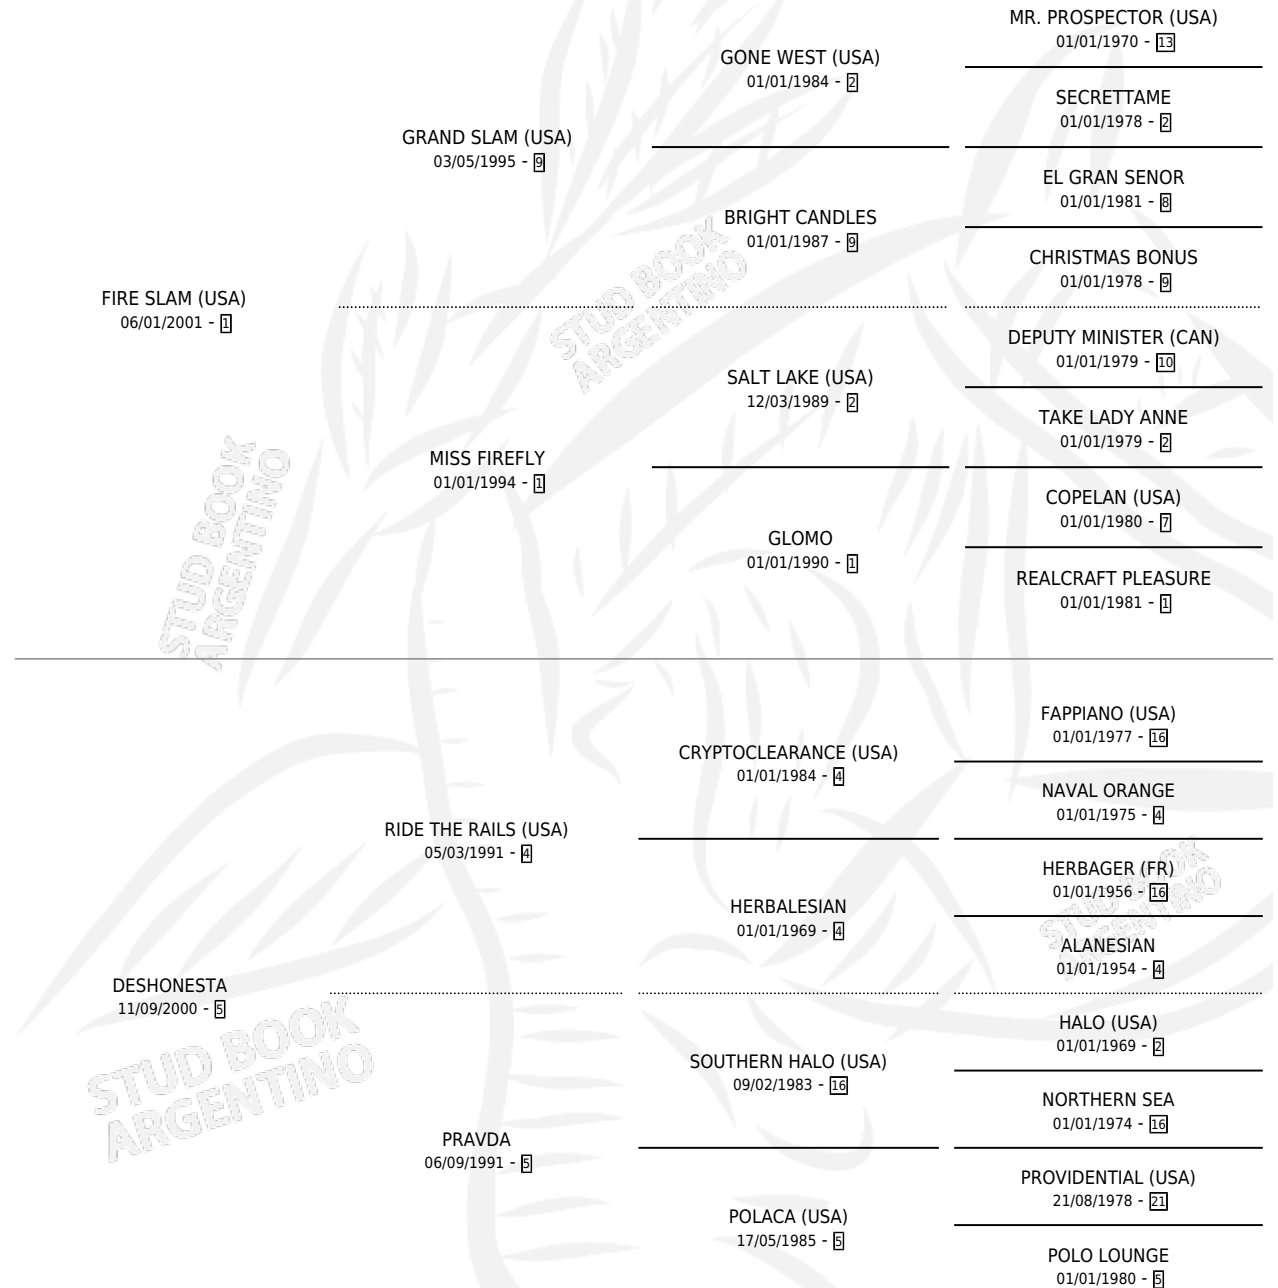 MR. PROSPECTOR (USA)
01/01/1970 - 13
GONE WEST (USA)
01/01/1984 - 2
SECRETTAME
01/01/1978 - 2
GRAND SLAM (USA)
03/05/1995 - 9
EL GRAN SENOR
01/01/1981 - 8
BRIGHT CANDLES
01/01/1987 - 9
CHRISTMAS BONUS
01/01/1978 - 9
FIRE SLAM (USA)
06/01/2001 - 1
STUD BOOK
ARGENTINO
DEPUTY MINISTER (CAN)
01/01/1979 - 10
SALT LAKE (USA)
12/03/1989 - 2
TAKE LADY ANNE
01/01/1979 - 2
MISS FIREFLY
01/01/1994 - 1
COPELAN (USA)
01/01/1980 - 7
GLOMO
01/01/1990 - 1
REALCRAFT PLEASURE
01/01/1981 - 1
STUD BOOK
ARGENTINO
FAPPIANO (USA)
01/01/1977 - 16
CRYPTOCLEARANCE (USA)
01/01/1984 - 4
NAVAL ORANGE
01/01/1975 - 4
RIDE THE RAILS (USA)
05/03/1991 - 4
HERBAGER (FR)
01/01/1956 - 16
HERBALESIAN
01/01/1969 - 4
STUD BOOK
ARGENTINO
ALANESIAN
01/01/1954 - 4
DESHONESTA
11/09/2000 - 5
HALO (USA)
01/01/1969 - 2
SOUTHERN HALO (USA)
09/02/1983 - 16
STUD BOOK
ARGENTINO
NORTHERN SEA
01/01/1974 - 16
PRAVDA
06/09/1991 - 5
PROVIDENTIAL (USA)
21/08/1978 - 21
POLACA (USA)
17/05/1985 - 5
POLO LOUNGE
01/01/1980 - 5